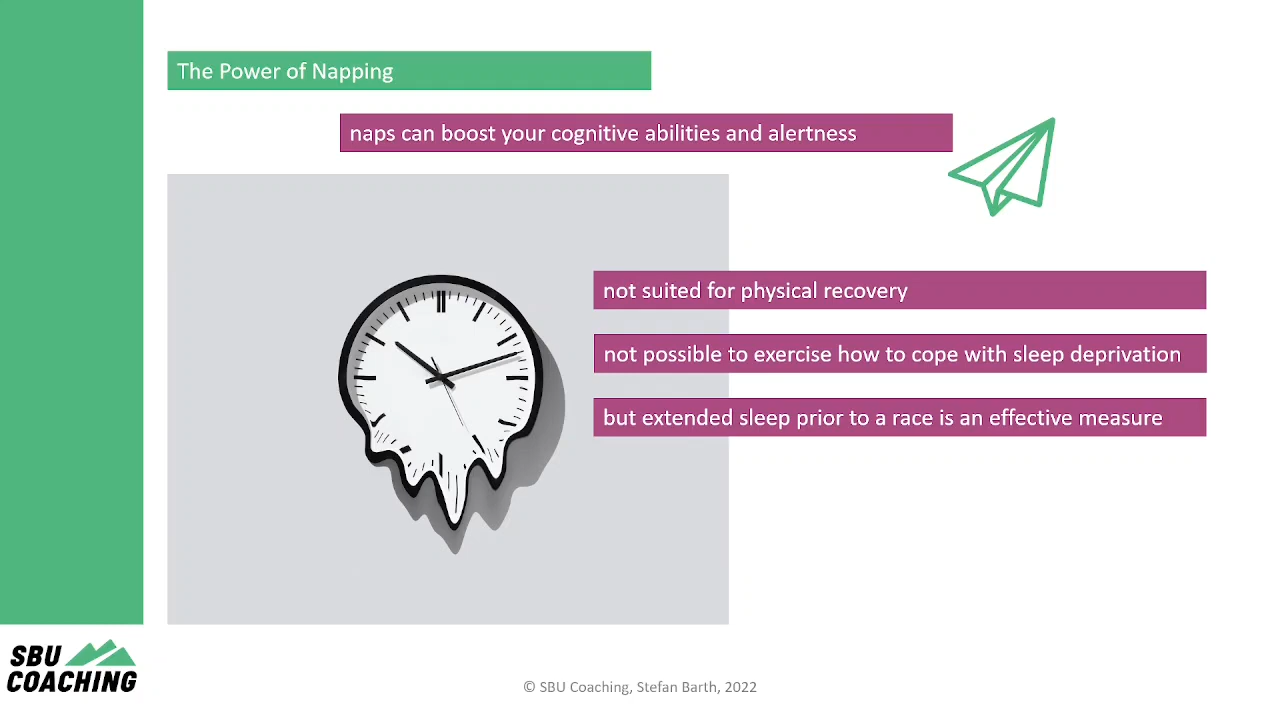 The Power of Napping
naps can boost your cognitive abilities and alertness
not suited for physical recovery
not possible to exercise how to cope with sleep deprivation
but extended sleep prior to a race is an effective measure
SBU
COACHING
© SBU Coaching, Stefan Barth, 2022